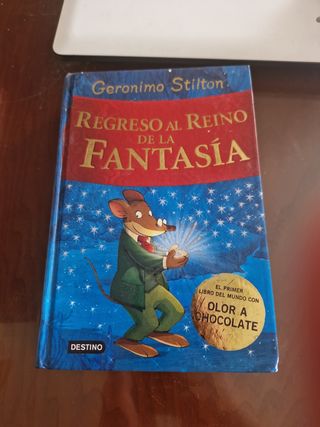 Geronimo Stilton
REGRESO AL REINO
DE LA
FANTASÍA
EL PRIMER
LIBRO DEL MUNDO CON
OLOR A
CHOCOLATE
DESTINO